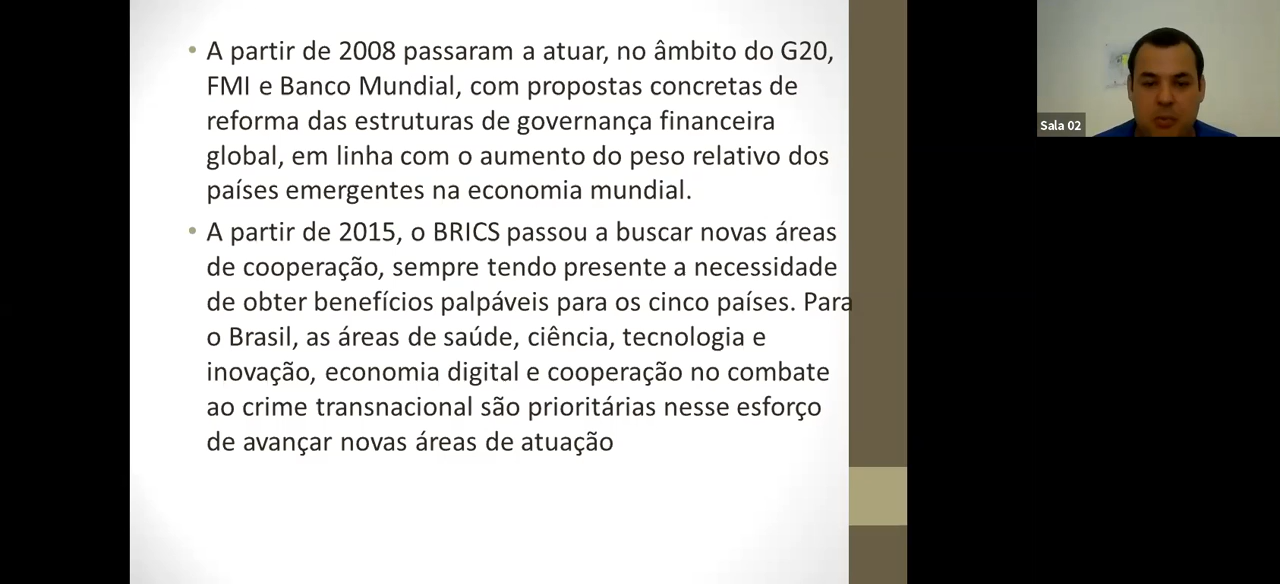 • A partir de 2008 passaram a atuar, no âmbito do G20,
FMI e Banco Mundial, com propostas concretas de
reforma das estruturas de governança financeira
global, em linha com o aumento do peso relativo dos
países emergentes na economia mundial.
• A partir de 2015, o BRICS passou a buscar novas áreas
de cooperação, sempre tendo presente a necessidade
de obter benefícios palpáveis para os cinco países. Para
o Brasil, as áreas de saúde, ciência, tecnologia e
inovação, economia digital e cooperação no combate
ao crime transnacional são prioritárias nesse esforço
de avançar novas áreas de atuação
Sala 02